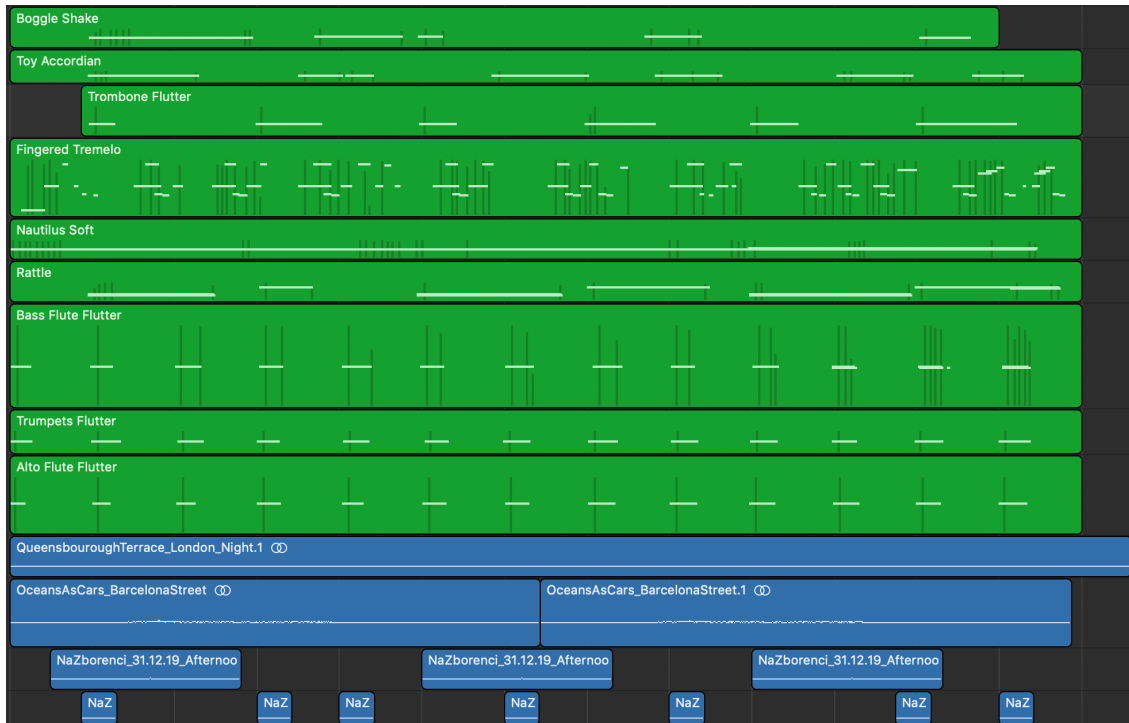 Boggle Shake
Toy Accordian
Trombone Flutter
Fingered Tremelo
Nautilus Soft
Rattle
Bass Flute Flutter
Trumpets Flutter
Alto Flute Flutter
QueensbouroughTerrace_London_Night.1
OceansAsCars_BarcelonaStreet OceansAsCars_BarcelonaStreet.1
NaZborenci_31.12.19_Afternoo NaZborenci_31.12.19_Afternoo NaZborenci_31.12.19_Afternoo
NaZ NaZ NaZ NaZ NaZ NaZ NaZ